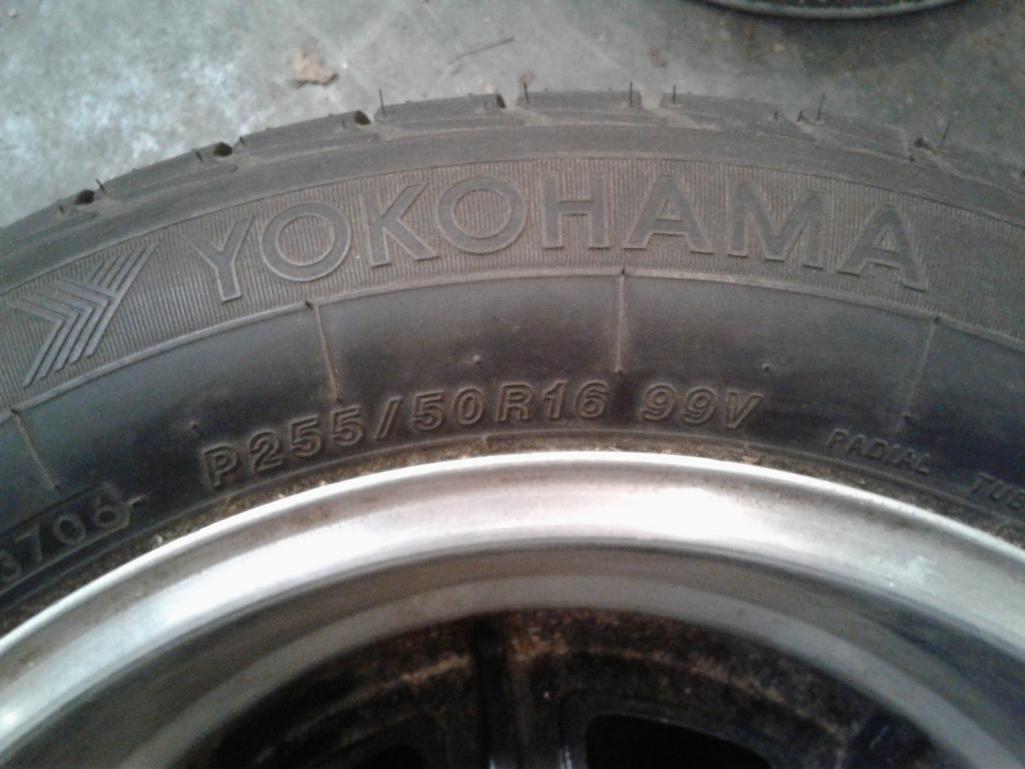 YOKOHAMA
P255/50R16 99V
RADIAL
3706